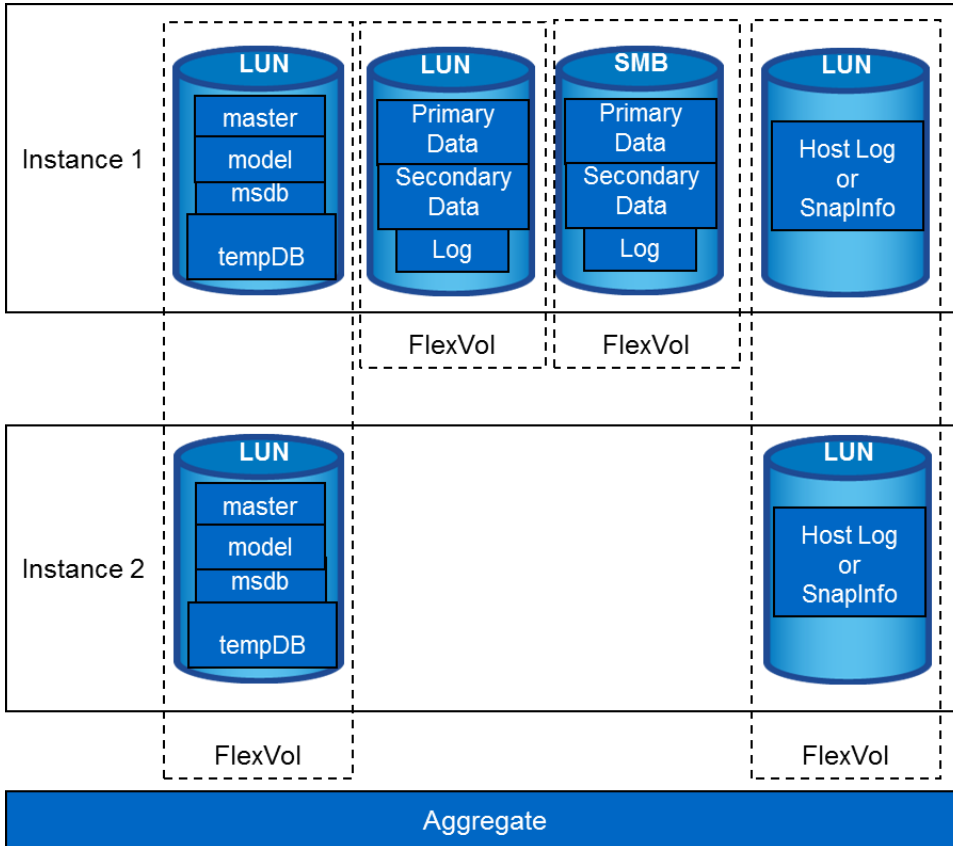 LUN
master
model
msdb
tempDB
LUN
Primary
Data
Secondary
Data
Log
SMB
Primary
Data
Secondary
Data
Log
LUN
Host Log
or
SnapInfo
Instance 1
FlexVol
FlexVol
LUN
master
model
msdb
tempDB
LUN
Host Log
or
SnapInfo
Instance 2
FlexVol
FlexVol
Aggregate